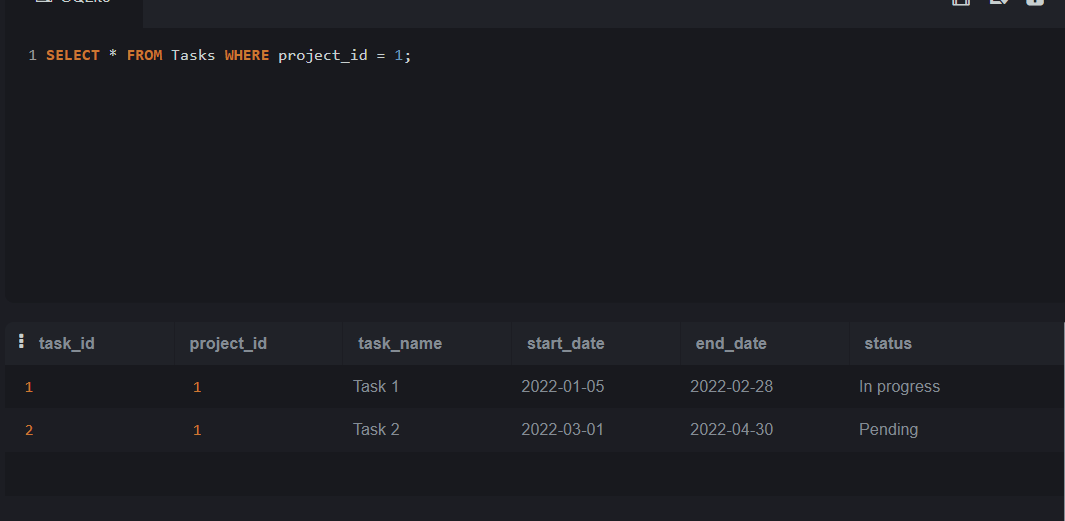 1 SELECT * FROM Tasks WHERE project_id = 1;
task_id project_id task_name start_date end_date status
1 1 Task 1 2022-01-05 2022-02-28 In progress
2 1 Task 2 2022-03-01 2022-04-30 Pending